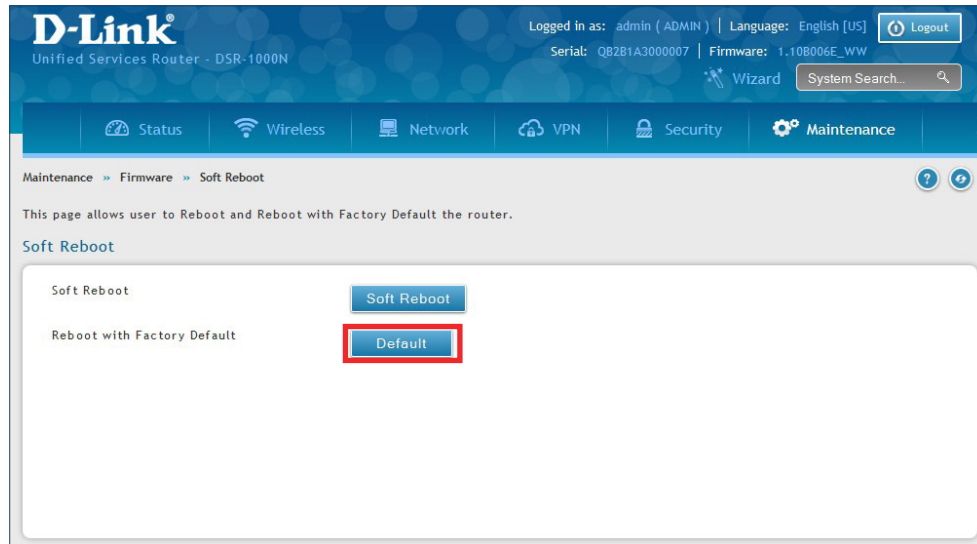 D-Link
Unified Services Router - DSR-1000N
Logged in as: admin ( ADMIN ) | Language: English [US]
Logout
Serial: QB2B1A3000007 | Firmware: 1.10B006E_WW
Wizard
System Search...
Status
Wireless
Network
VPN
Security
Maintenance
Maintenance » Firmware » Soft Reboot
This page allows user to Reboot and Reboot with Factory Default the router.
Soft Reboot
Soft Reboot
Soft Reboot
Reboot with Factory Default
Default